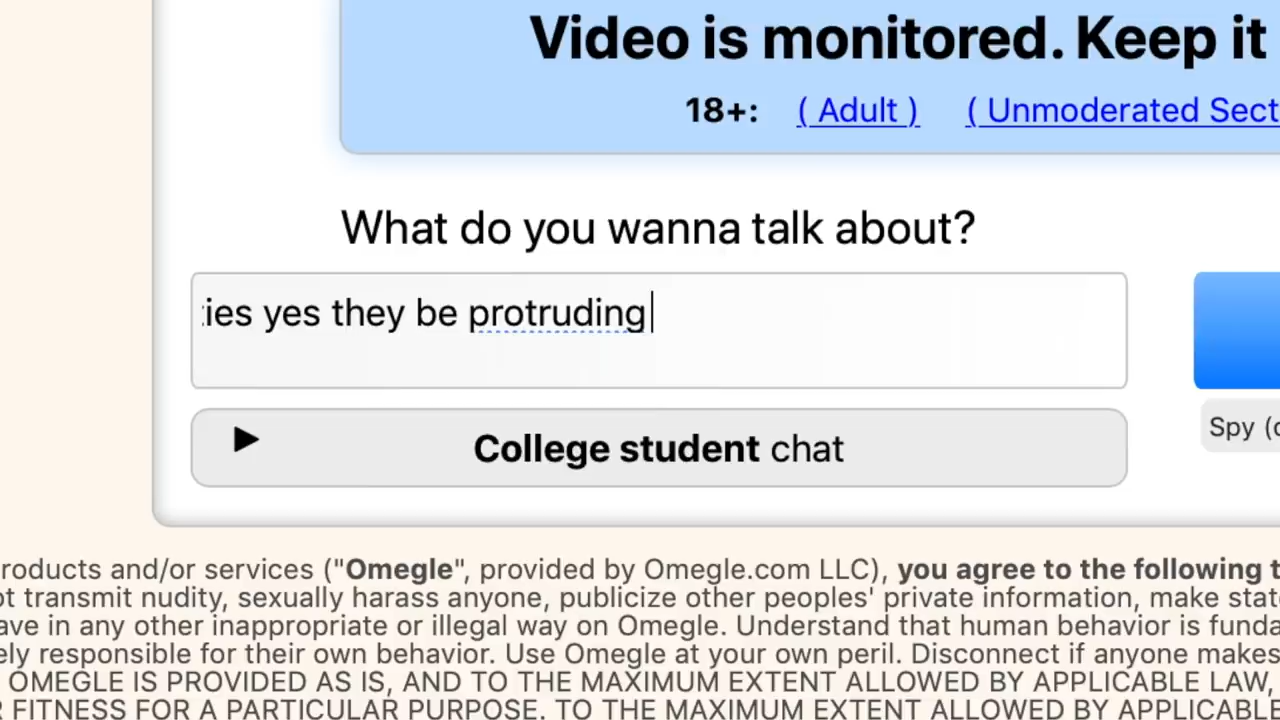 Video is monitored. Keep it
18+: ( Adult ) ( Unmoderated Sect
What do you wanna talk about?
ies yes they be protruding
College student chat
Spy (
roducts and/or services ("Omegle", provided by Omegle.com LLC), you agree to the following t
ot transmit nudity, sexually harass anyone, publicize other peoples' private information, make stat
ave in any other inappropriate or illegal way on Omegle. Understand that human behavior is funda
ely responsible for their own behavior. Use Omegle at your own peril. Disconnect if anyone makes
OMEGLE IS PROVIDED AS IS, AND TO THE MAXIMUM EXTENT ALLOWED BY APPLICABLE LAW,
R FITNESS FOR A PARTICULAR PURPOSE. TO THE MAXIMUM EXTENT ALLOWED BY APPLICABLE